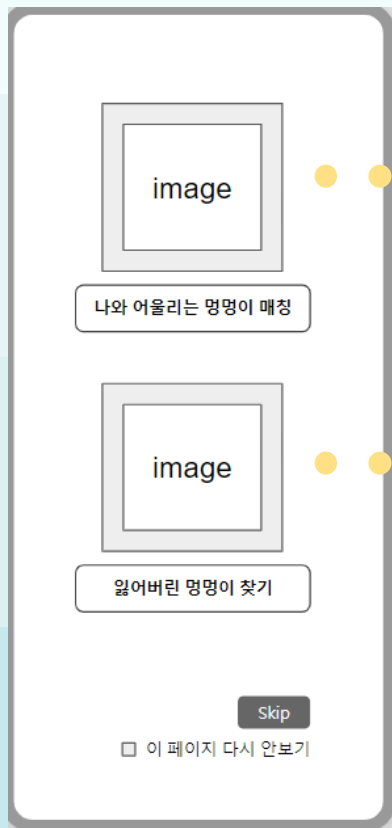 image
나와 어울리는 멍멍이 매칭
image
잃어버린 멍멍이 찾기
Skip
이 페이지 다시 안보기